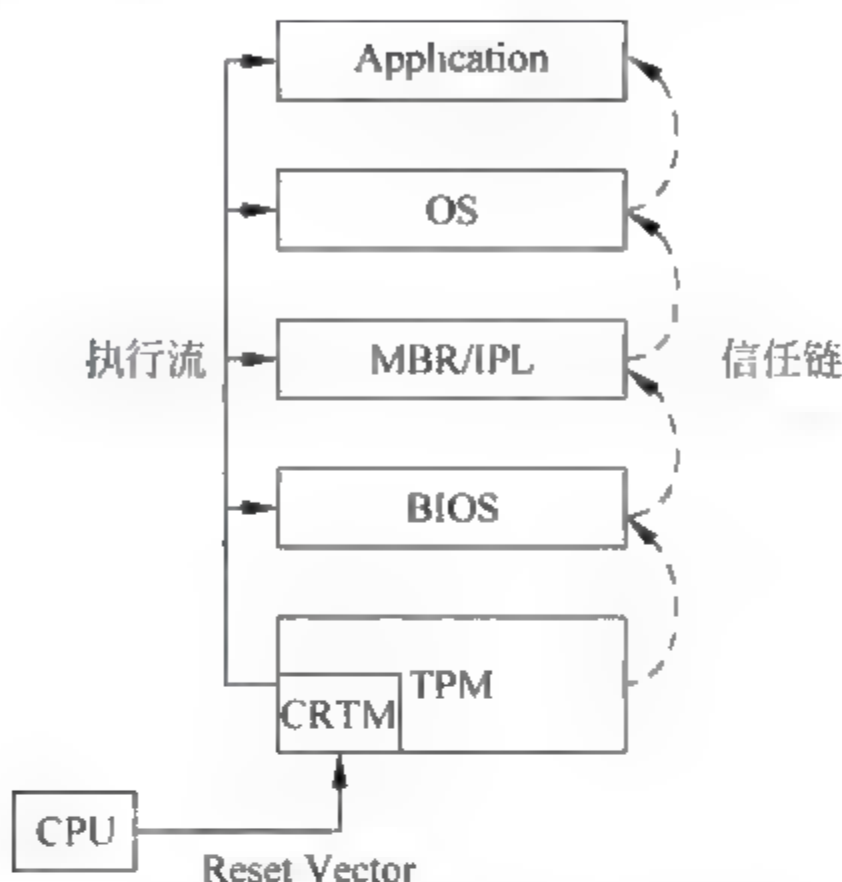 Application
OS
执行流
MBR/IPL
信任链
BIOS
TPM
CRTM
CPU
Reset Vector